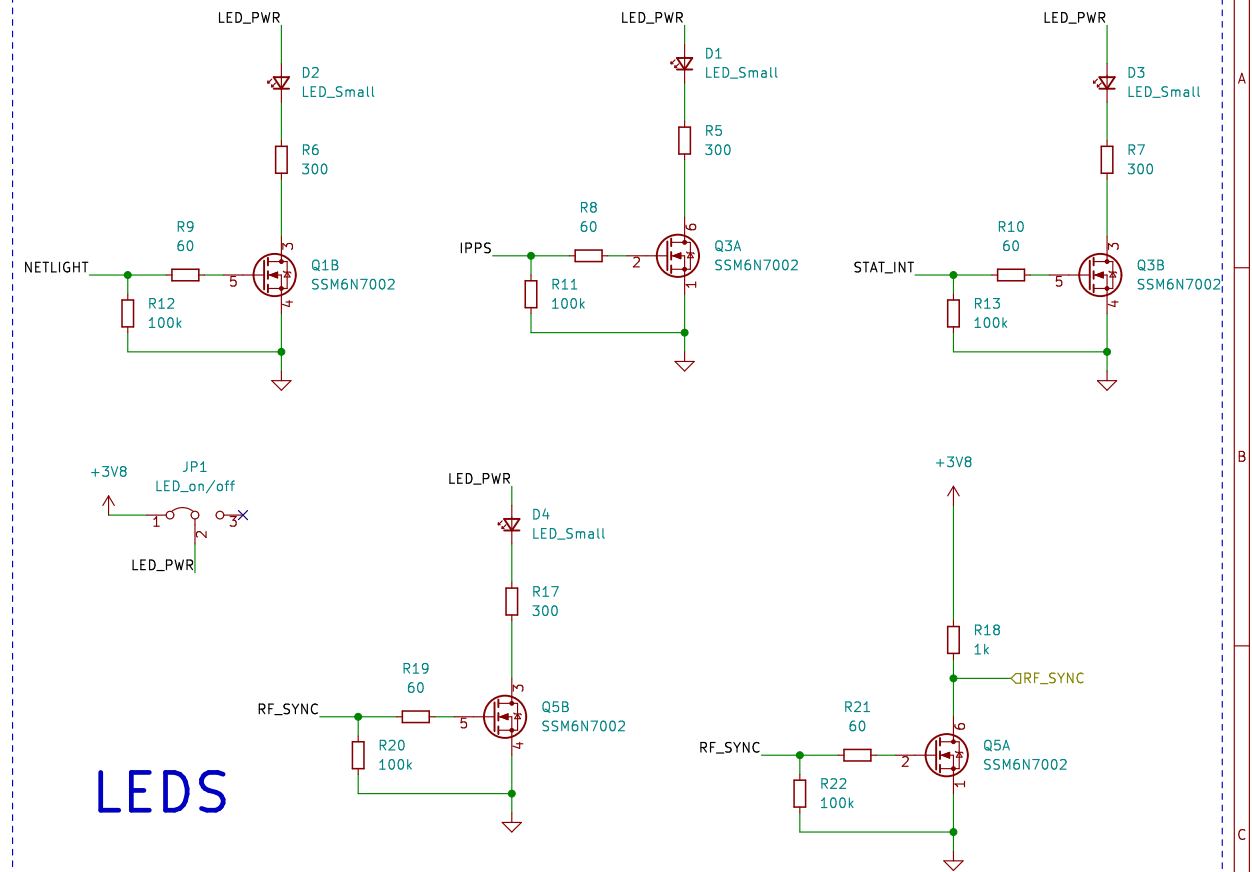 LED_PWR
D2
LED_Small
R6
300
R9
60
NETLIGHT
3
5
4
Q1B
SSM6N7002
R12
100k
LED_PWR
D1
LED_Small
R5
300
R8
60
IPPS
6
2
1
Q3A
SSM6N7002
R11
100k
LED_PWR
D3
LED_Small
R7
300
R10
60
STAT_INT
3
5
4
Q3B
SSM6N7002
R13
100k
A
B
C
+3V8
JP1
LED_on/off
1
2
3
LED_PWR
LED_PWR
D4
LED_Small
R17
300
R19
60
RF_SYNC
3
5
4
Q5B
SSM6N7002
R20
100k
+3V8
R18
1k
RF_SYNC
R21
60
RF_SYNC
6
2
1
Q5A
SSM6N7002
R22
100k
LEDS